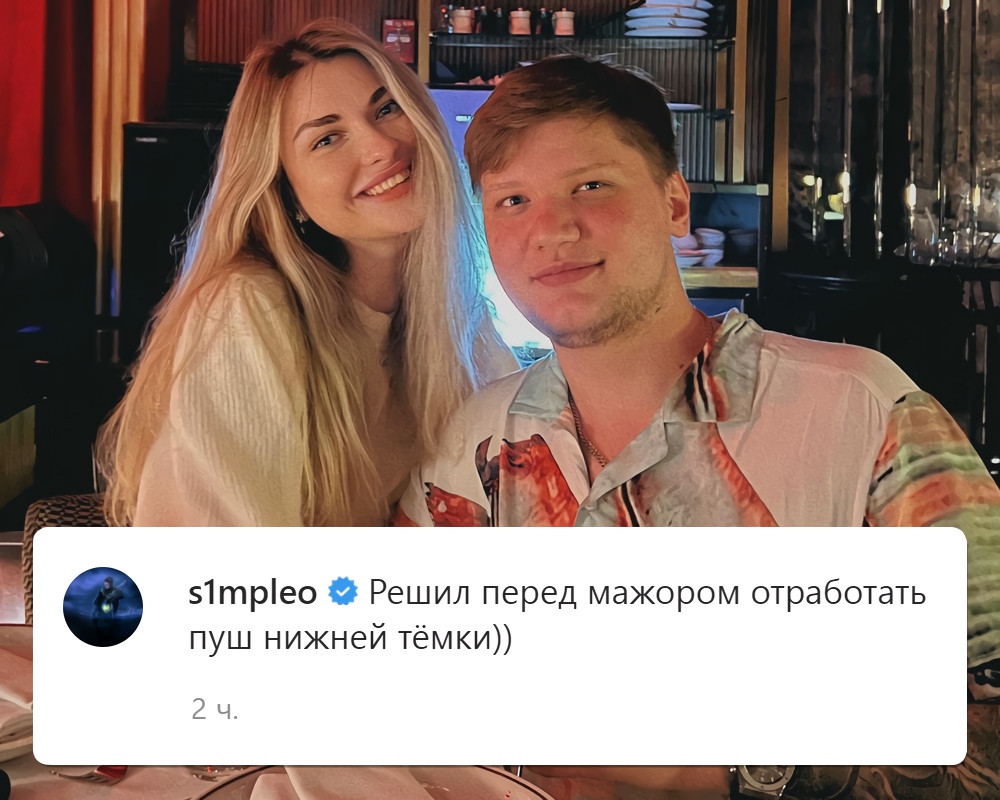 s1mpleo Решил перед мажором отработать
пуш нижней тёмки))
2 ч.